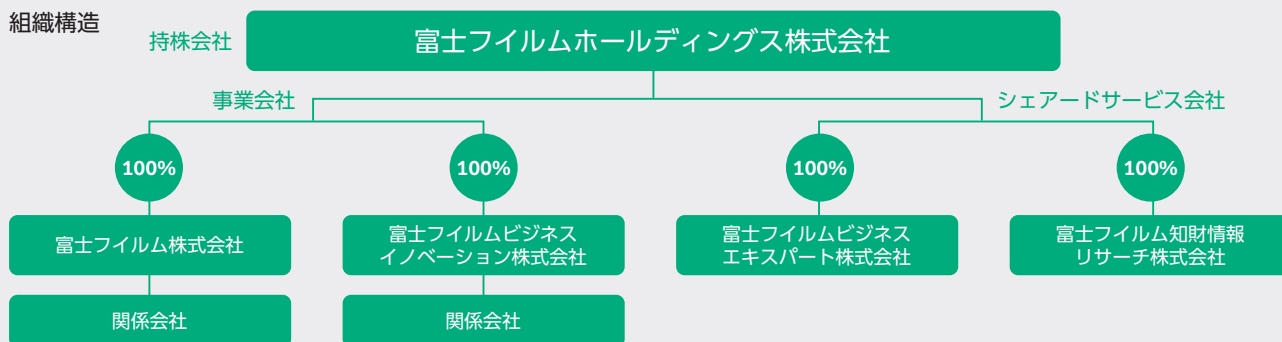 組織構造
持株会社
富士フイルムホールディングス株式会社
事業会社
シェアードサービス会社
100%
100%
100%
100%
富士フイルム株式会社
富士フイルムビジネス
イノベーション株式会社
富士フイルムビジネス
エキスパート株式会社
富士フイルム知財情報
リサーチ株式会社
関係会社
関係会社